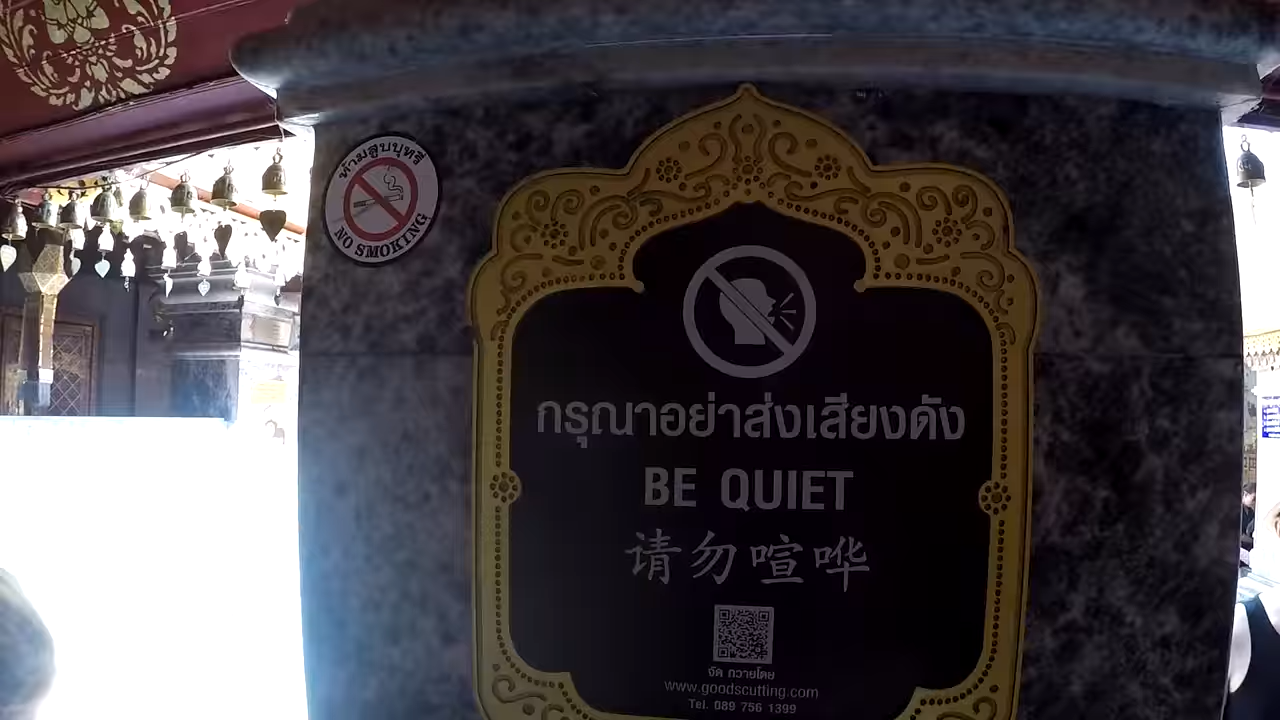 ห้ามสูบบุหรี่
NO SMOKING
กรุณาอย่าส่งเสียงดัง
BE QUIET
请勿喧哗
จัด ถวายโดย
www.goodscutting.com
Tel. 089 756 1399